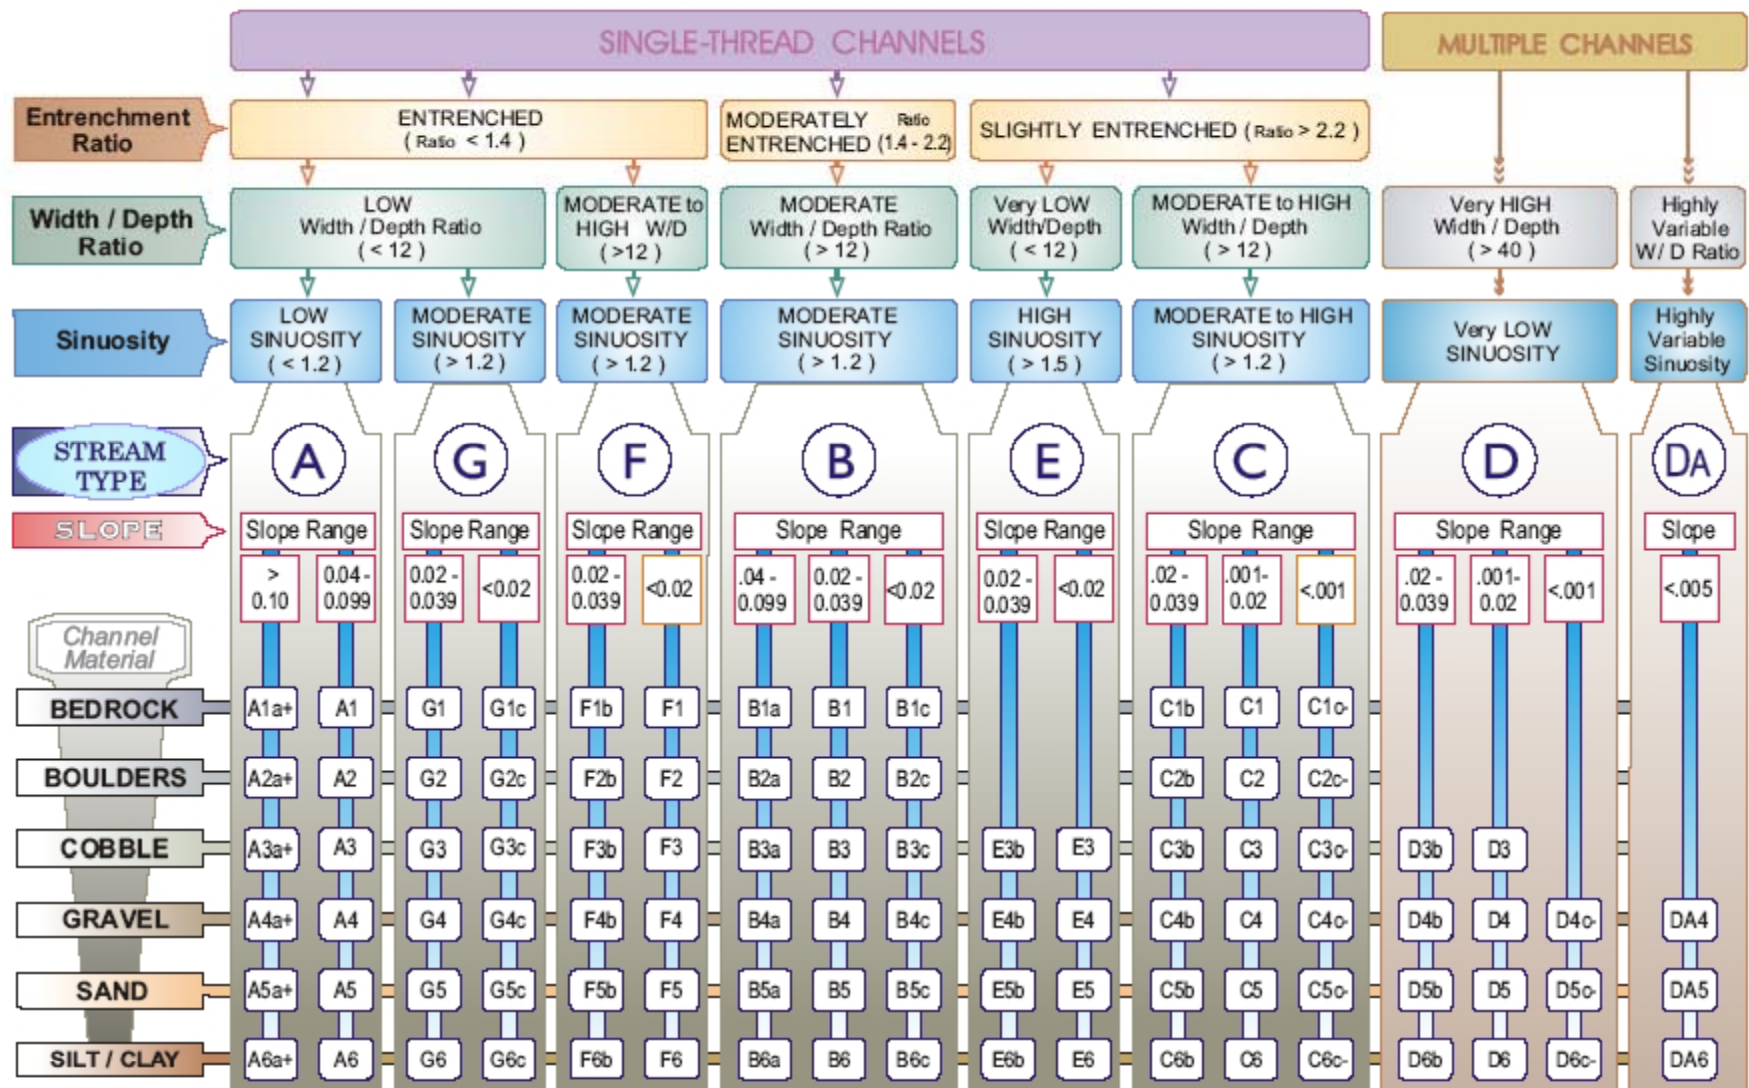 SINGLE-THREAD CHANNELS
MULTIPLE CHANNELS
Entrenchment
Ratio
ENTRENCHED
( Ratio < 1.4 )
MODERATELY Ratio
ENTRENCHED (1.4 - 2.2)
SLIGHTLY ENTRENCHED ( Ratio > 2.2 )
Width / Depth
Ratio
LOW
Width / Depth Ratio
( < 12 )
MODERATE to
HIGH W/D
( >12 )
MODERATE
Width / Depth Ratio
( > 12 )
Very LOW
Width/Depth
( < 12 )
MODERATE to HIGH
Width / Depth
( > 12 )
Very HIGH
Width / Depth
( > 40 )
Highly
Variable
W/ D Ratio
Sinuosity
LOW
SINUOSITY
( < 1.2 )
MODERATE
SINUOSITY
( > 1.2 )
MODERATE
SINUOSITY
( > 1.2 )
MODERATE
SINUOSITY
( > 1.2 )
HIGH
SINUOSITY
( > 1.5 )
MODERATE to HIGH
SINUOSITY
( > 1.2 )
Very LOW
SINUOSITY
Highly
Variable
Sinuosity
STREAM
TYPE
A G F B E C D DA
SLOPE
Slope Range
Slope Range
Slope Range
Slope Range
Slope Range
Slope Range
Slope Range
Slope
>
0.10
0.04 -
0.099
0.02 -
0.039
<0.02
0.02 -
0.039
<0.02
.04 -
0.099
0.02 -
0.039
<0.02
0.02 -
0.039
<0.02
.02 -
0.039
.001-
0.02
<.001
.02 -
0.039
.001-
0.02
<.001
<.005
Channel
Material
BEDROCK A1a+ A1 G1 G1c F1b F1 B1a B1 B1c C1b C1 C1c-
BOULDERS A2a+ A2 G2 G2c F2b F2 B2a B2 B2c C2b C2 C2c-
COBBLE A3a+ A3 G3 G3c F3b F3 B3a B3 B3c E3b E3 C3b C3 C3c- D3b D3
GRAVEL A4a+ A4 G4 G4c F4b F4 B4a B4 B4c E4b E4 C4b C4 C4c- D4b D4 D4c- DA4
SAND A5a+ A5 G5 G5c F5b F5 B5a B5 B5c E5b E5 C5b C5 C5c- D5b D5 D5c- DA5
SILT / CLAY A6a+ A6 G6 G6c F6b F6 B6a B6 B6c E6b E6 C6b C6 C6c- D6b D6 D6c- DA6